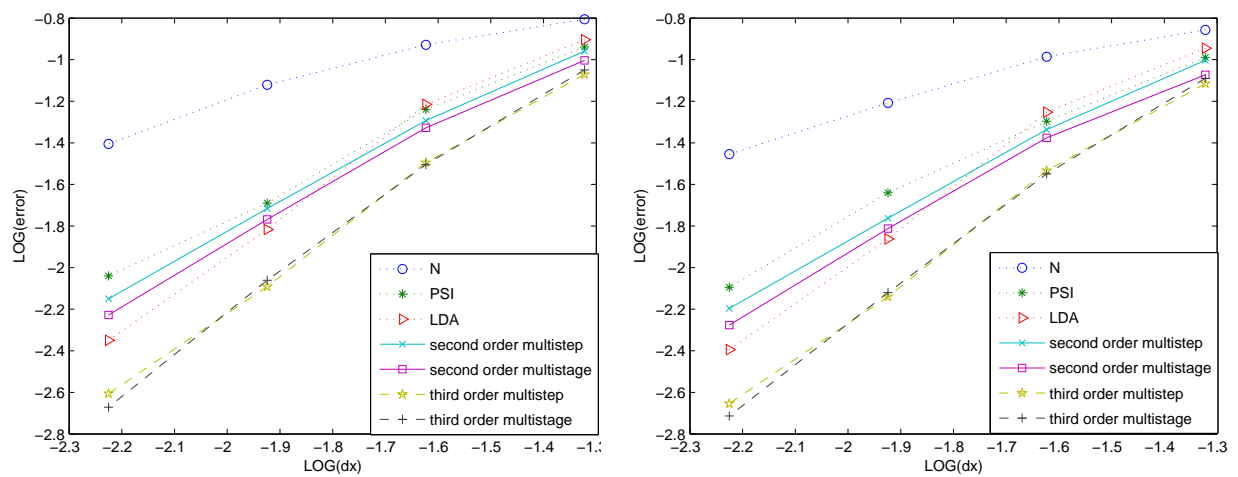 −0.8
−1
−1.2
−1.4
−1.6
−1.8
−2
−2.2
−2.4
−2.6
−2.8
LOG(error)
−2.3 −2.2 −2.1 −2 −1.9 −1.8 −1.7 −1.6 −1.5 −1.4
LOG(dx)
N
PSI
LDA
second order multistep
second order multistage
third order multistep
third order multistage
−0.8
−1
−1.2
−1.4
−1.6
−1.8
−2
−2.2
−2.4
−2.6
−2.8
LOG(error)
−2.3 −2.2 −2.1 −2 −1.9 −1.8 −1.7 −1.6 −1.5 −1.4 −1.3
LOG(dx)
N
PSI
LDA
second order multistep
second order multistage
third order multistep
third order multistage